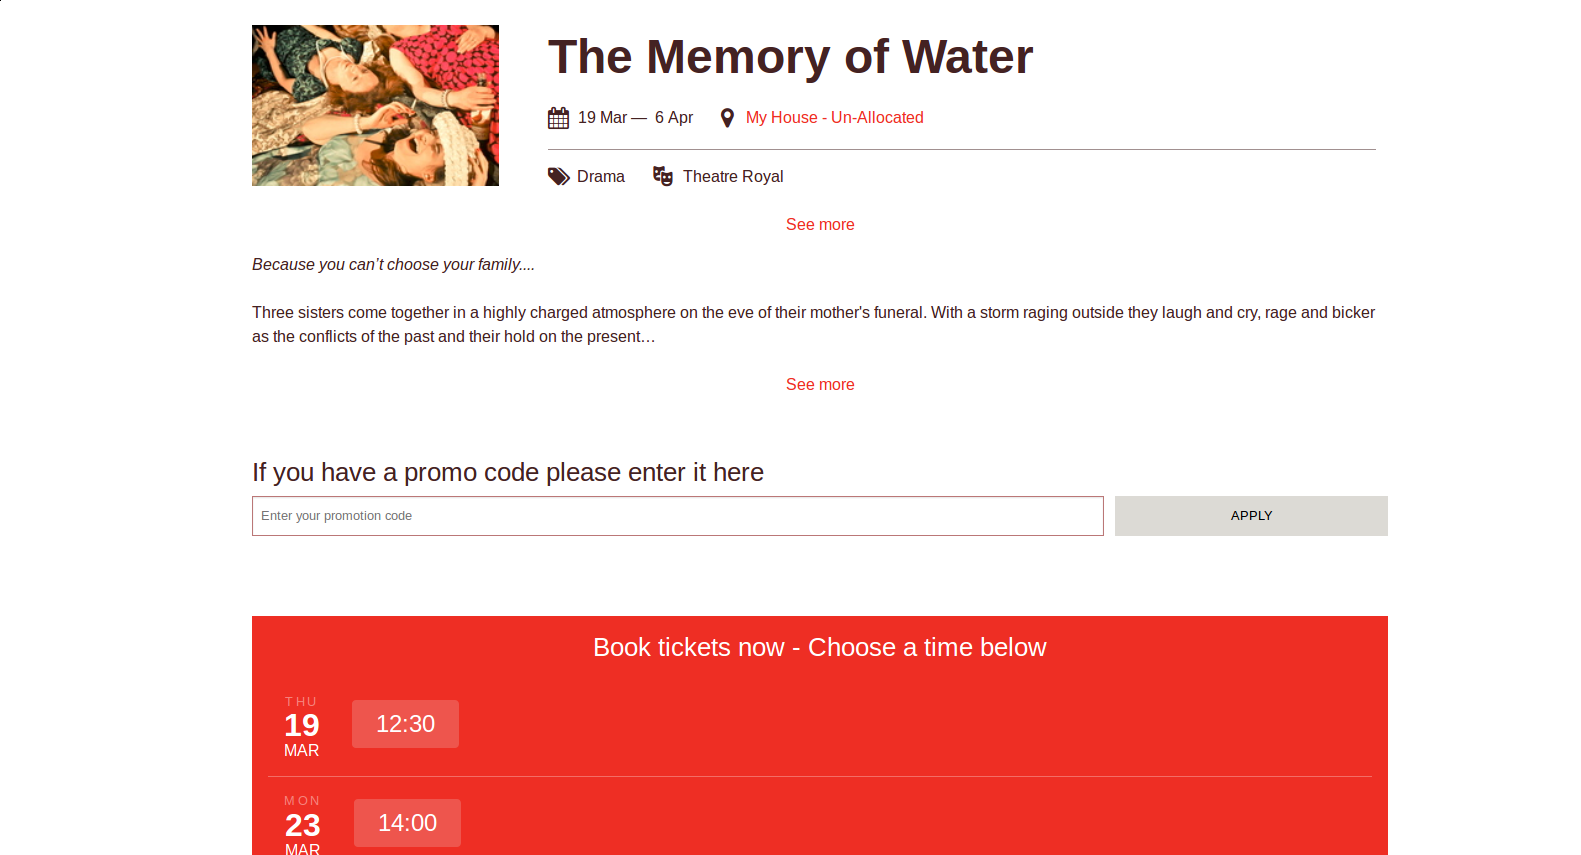 The Memory of Water
19 Mar — 6 Apr My House - Un-Allocated
Drama Theatre Royal
See more
Because you can’t choose your family....
Three sisters come together in a highly charged atmosphere on the eve of their mother's funeral. With a storm raging outside they laugh and cry, rage and bicker
as the conflicts of the past and their hold on the present…
See more
If you have a promo code please enter it here
Enter your promotion code APPLY
Book tickets now - Choose a time below
THU
19
MAR
12:30
MON
23
MAR
14:00